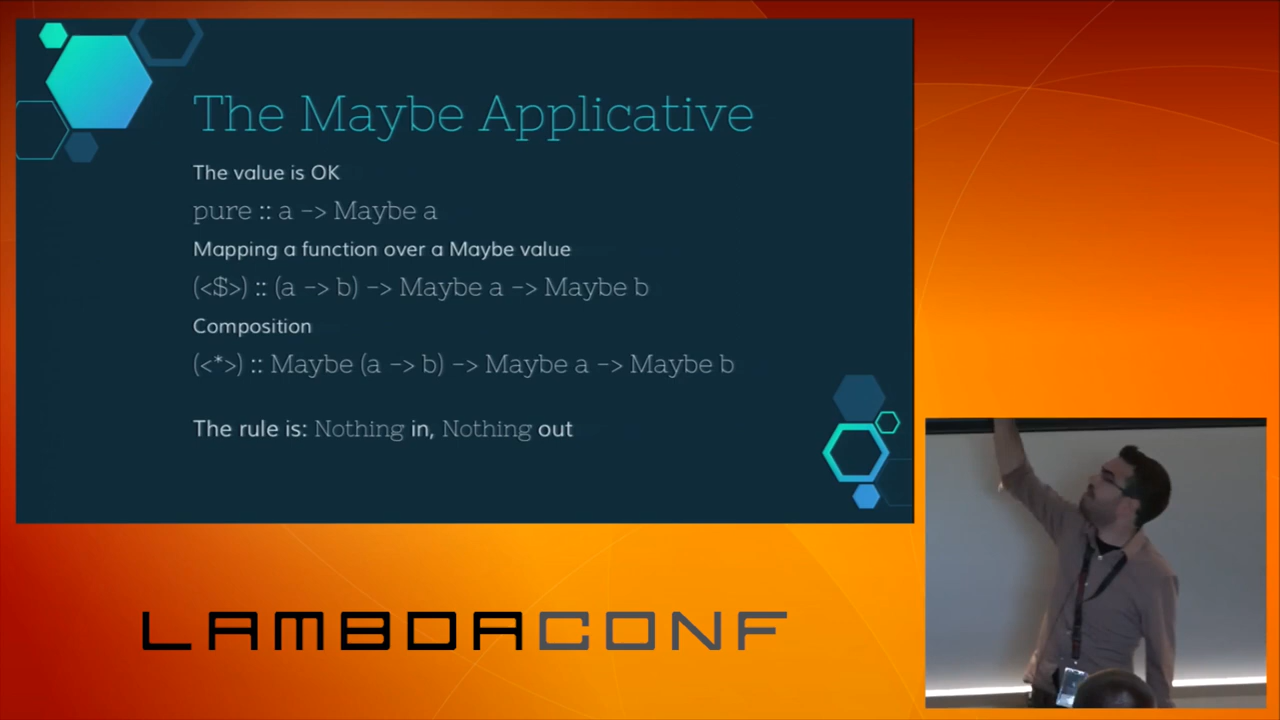 The Maybe Applicative
The value is OK
pure :: a -> Maybe a
Mapping a function over a Maybe value
(<$>) :: (a -> b) -> Maybe a -> Maybe b
Composition
(<*>) :: Maybe (a -> b) -> Maybe a -> Maybe b
The rule is: Nothing in, Nothing out
LAMBDACONF